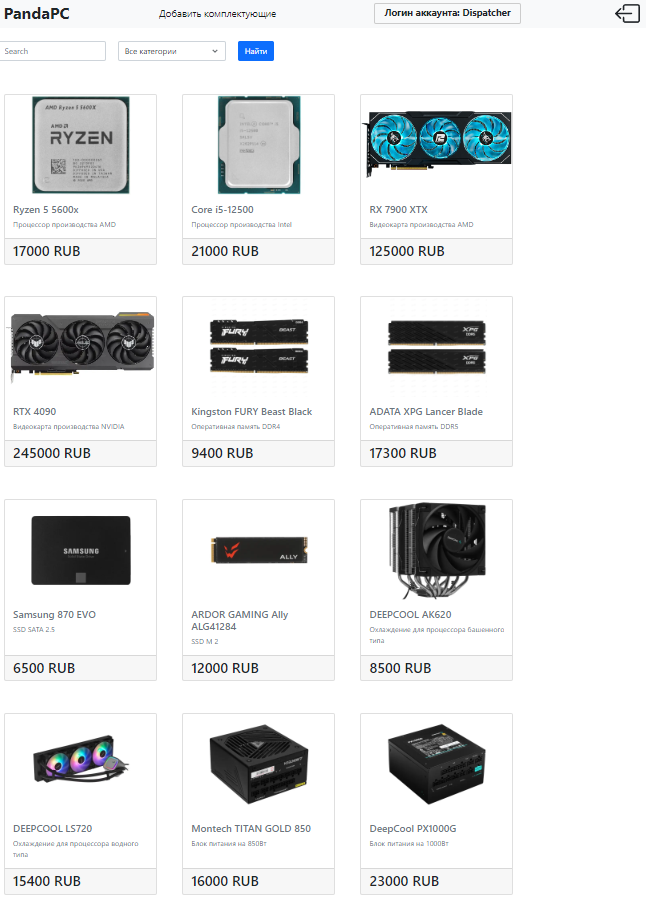 PandaPC
Добавить комплектующие
Логин аккаунта: Dispatcher
Search
Все категории
Найти
AMD Ryzen 5 5600X
AMD
RYZEN
Ryzen 5 5600x
Процессор производства AMD
17000 RUB
Core i5-12500
Процессор производства Intel
21000 RUB
RX 7900 XTX
Видеокарта производства AMD
125000 RUB
RTX 4090
Видеокарта производства NVIDIA
245000 RUB
FURY
BEAST
FURY
BEAST
Kingston FURY Beast Black
Оперативная память DDR4
9400 RUB
XPG
DDR5
XPG
DDR5
ADATA XPG Lancer Blade
Оперативная память DDR5
17300 RUB
SAMSUNG
Samsung 870 EVO
SSD SATA 2.5
6500 RUB
ALLY
ARDOR GAMING Ally
ALG41284
SSD M 2
12000 RUB
DEEPCOOL AK620
Охлаждение для процессора башенного
типа
8500 RUB
DEEPCOOL LS720
Охлаждение для процессора водного
типа
15400 RUB
Montech TITAN GOLD 850
Блок питания на 850Вт
16000 RUB
DeepCool PX1000G
Блок питания на 1000Вт
23000 RUB